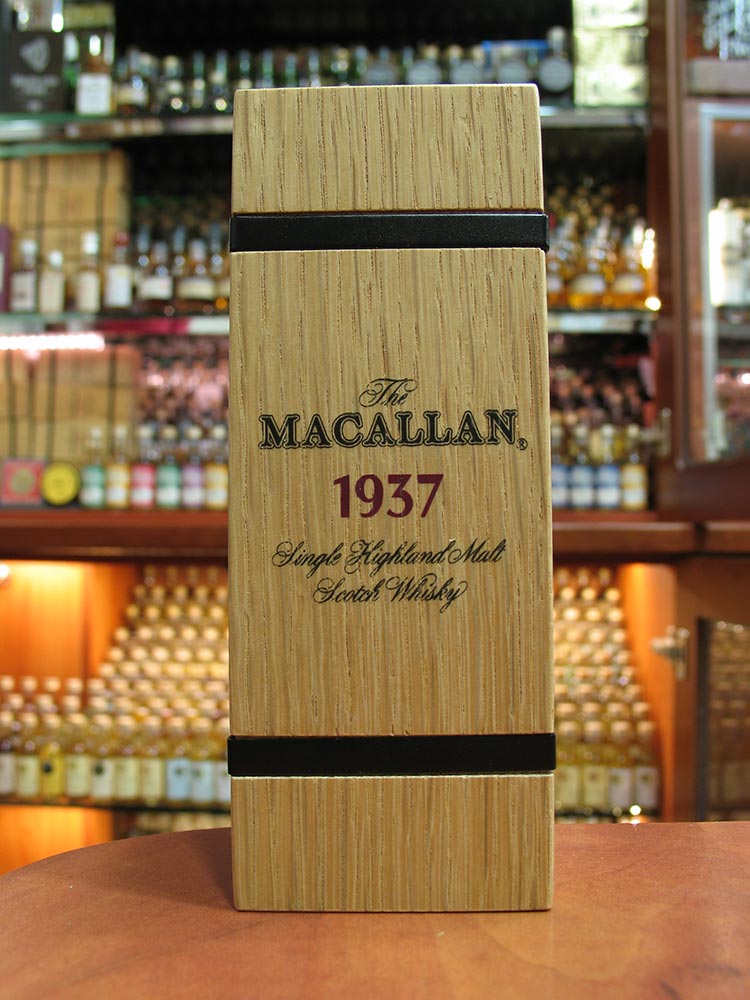 The
MACALLAN®
1937
Single Highland Malt
Scotch Whisky